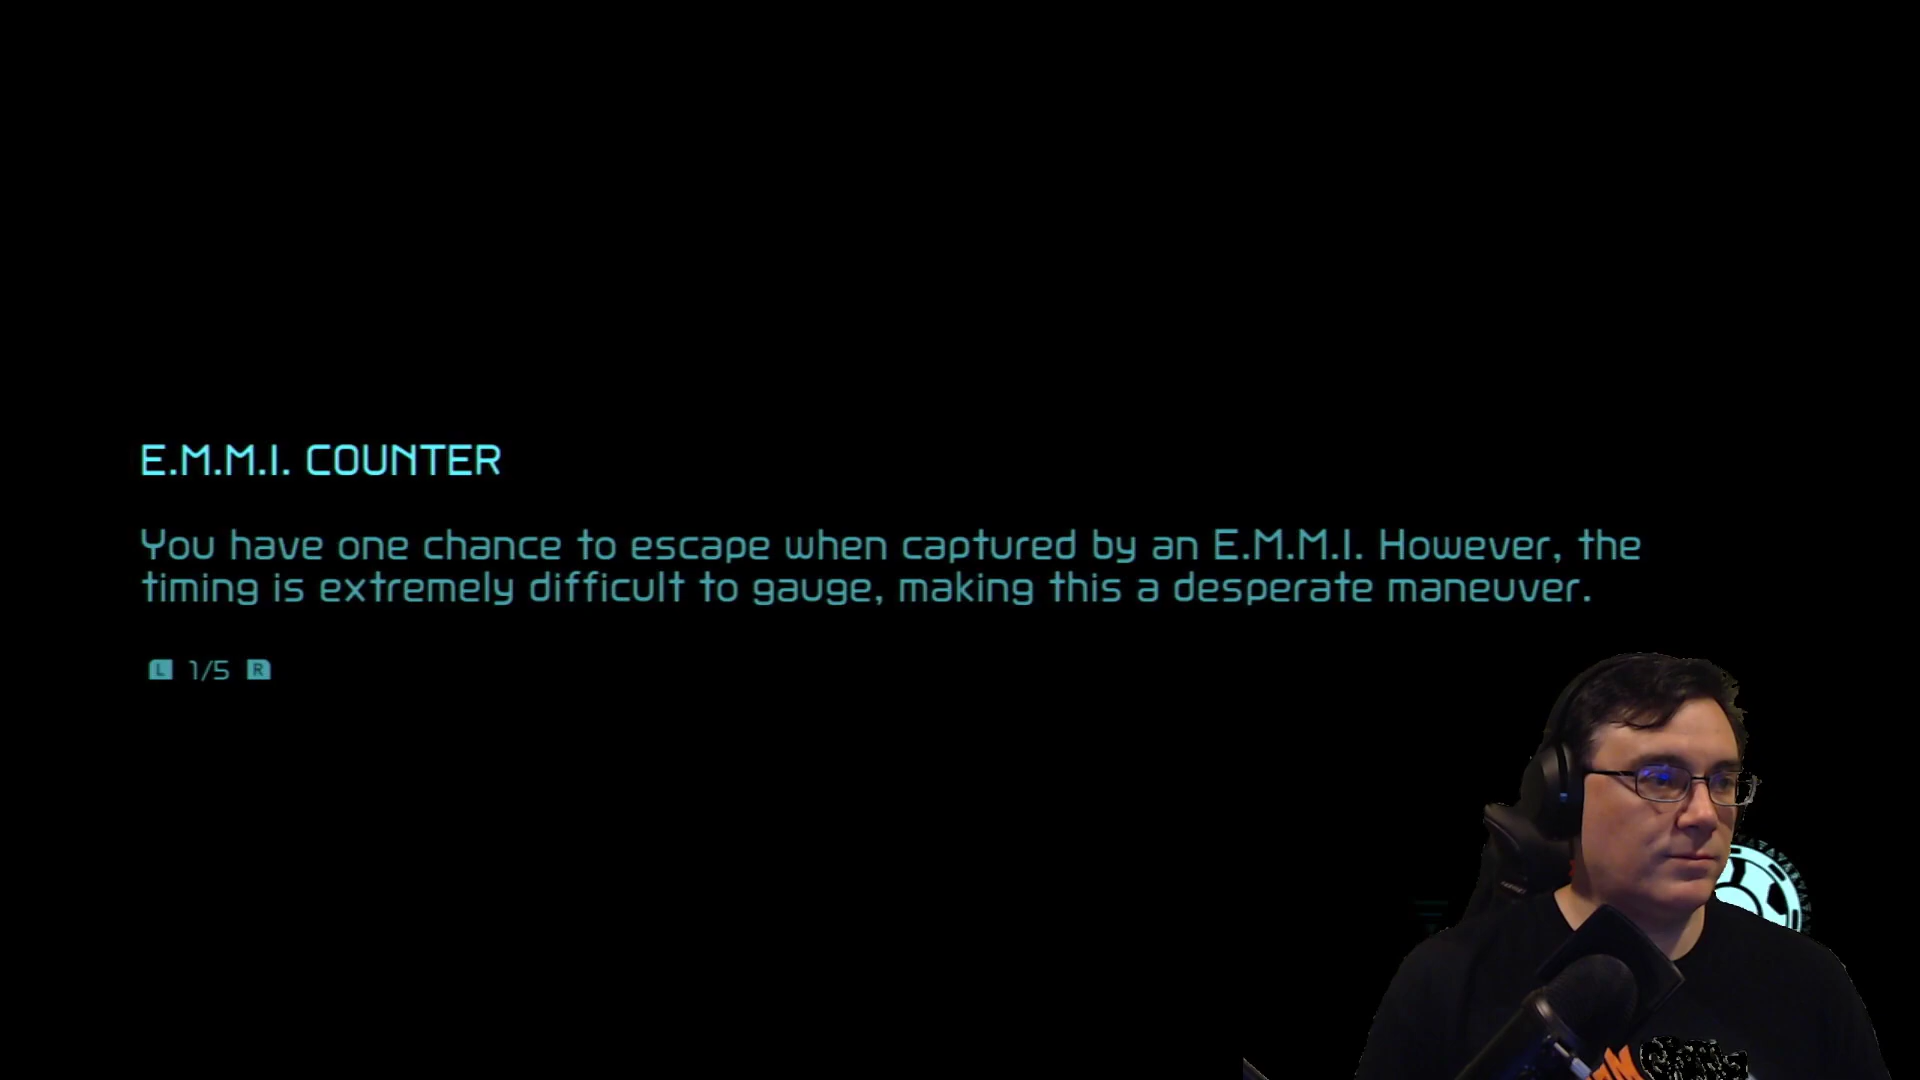 E.M.M.I. COUNTER
You have one chance to escape when captured by an E.M.M.I. However, the
timing is extremely difficult to gauge, making this a desperate maneuver.
L 1/5 R